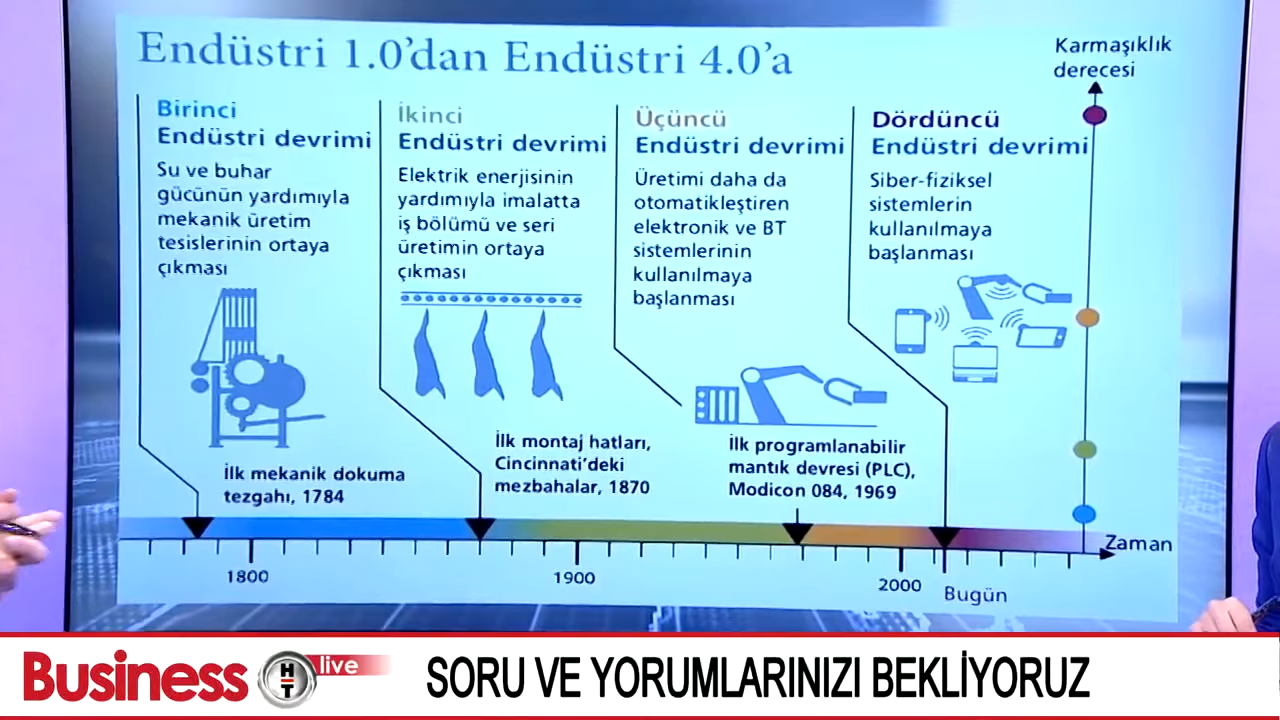 Endüstri 1.0’dan Endüstri 4.0’a
Karmaşıklık
derecesi
Birinci
Endüstri devrimi
Su ve buhar
gücünün yardımıyla
mekanik üretim
tesislerinin ortaya
çıkması
İlk mekanik dokuma
tezgahı, 1784
İkinci
Endüstri devrimi
Elektrik enerjisinin
yardımıyla imalatta
iş bölümü ve seri
üretimin ortaya
çıkması
İlk montaj hatları,
Cincinnati’deki
mezbahalar, 1870
Üçüncü
Endüstri devrimi
Üretimi daha da
otomatikleştiren
elektronik ve BT
sistemlerinin
kullanılmaya
başlanması
İlk programlanabilir
mantık devresi (PLC),
Modicon 084, 1969
Dördüncü
Endüstri devrimi
Siber-fiziksel
sistemlerin
kullanılmaya
başlanması
Zaman
1800
1900
2000
Bugün
Business HT live
SORU VE YORUMLARINIZI BEKLİYORUZ